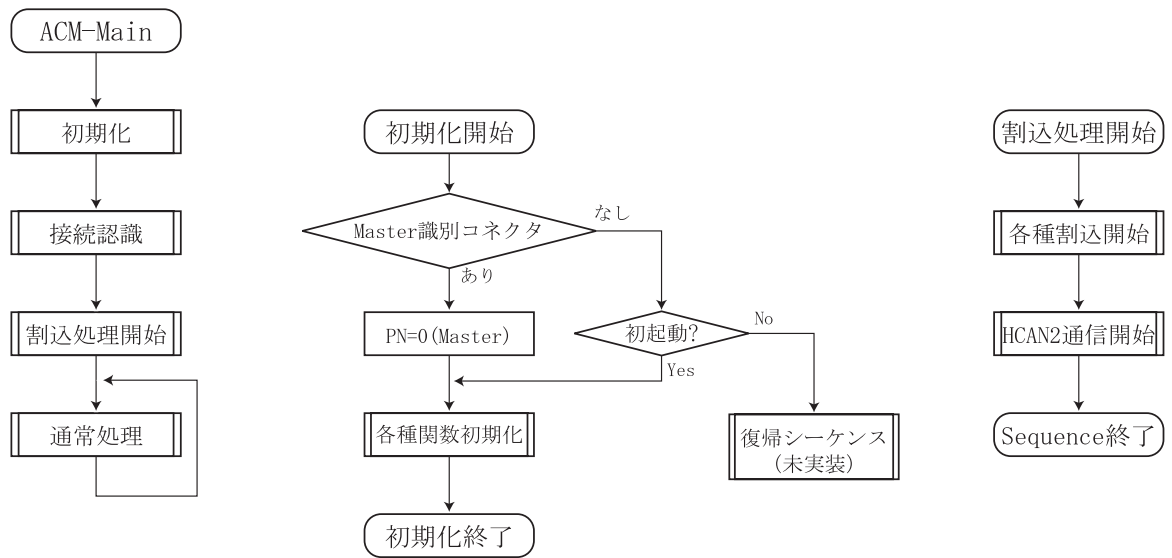 ACM-Main
初期化
接続認識
割込処理開始
通常処理
初期化開始
Master識別コネクタ
なし
あり
PN=0(Master)
初起動?
No
Yes
各種関数初期化
復帰シーケンス
(未実装)
初期化終了
割込処理開始
各種割込開始
HCAN2通信開始
Sequence終了